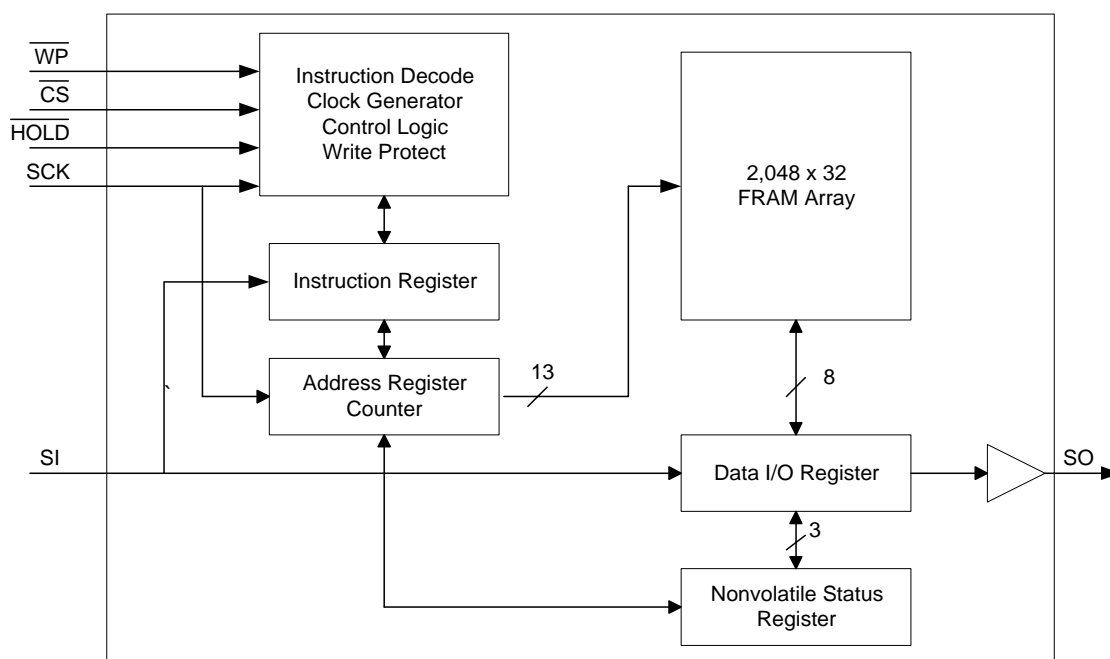 WP
CS
HOLD
SCK
Instruction Decode
Clock Generator
Control Logic
Write Protect
2,048 x 32
FRAM Array
Instruction Register
Address Register
Counter
13
8
`
SI
Data I/O Register
SO
3
Nonvolatile Status
Register